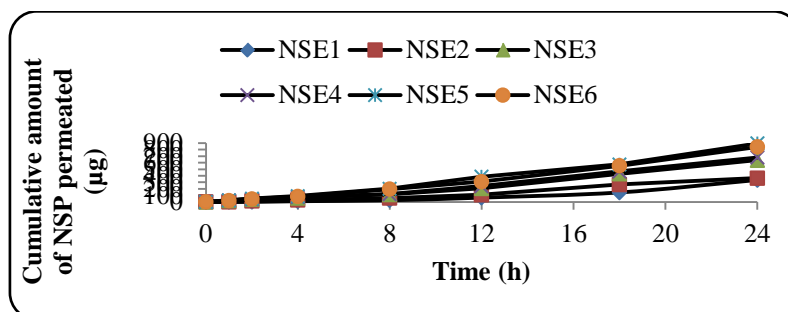 NSE1 NSE2 NSE3
NSE4 NSE5 NSE6
Cumulative amount
of NSP permeated
(µg)
900
100
0
0 4 8 12 16 20 24
Time (h)